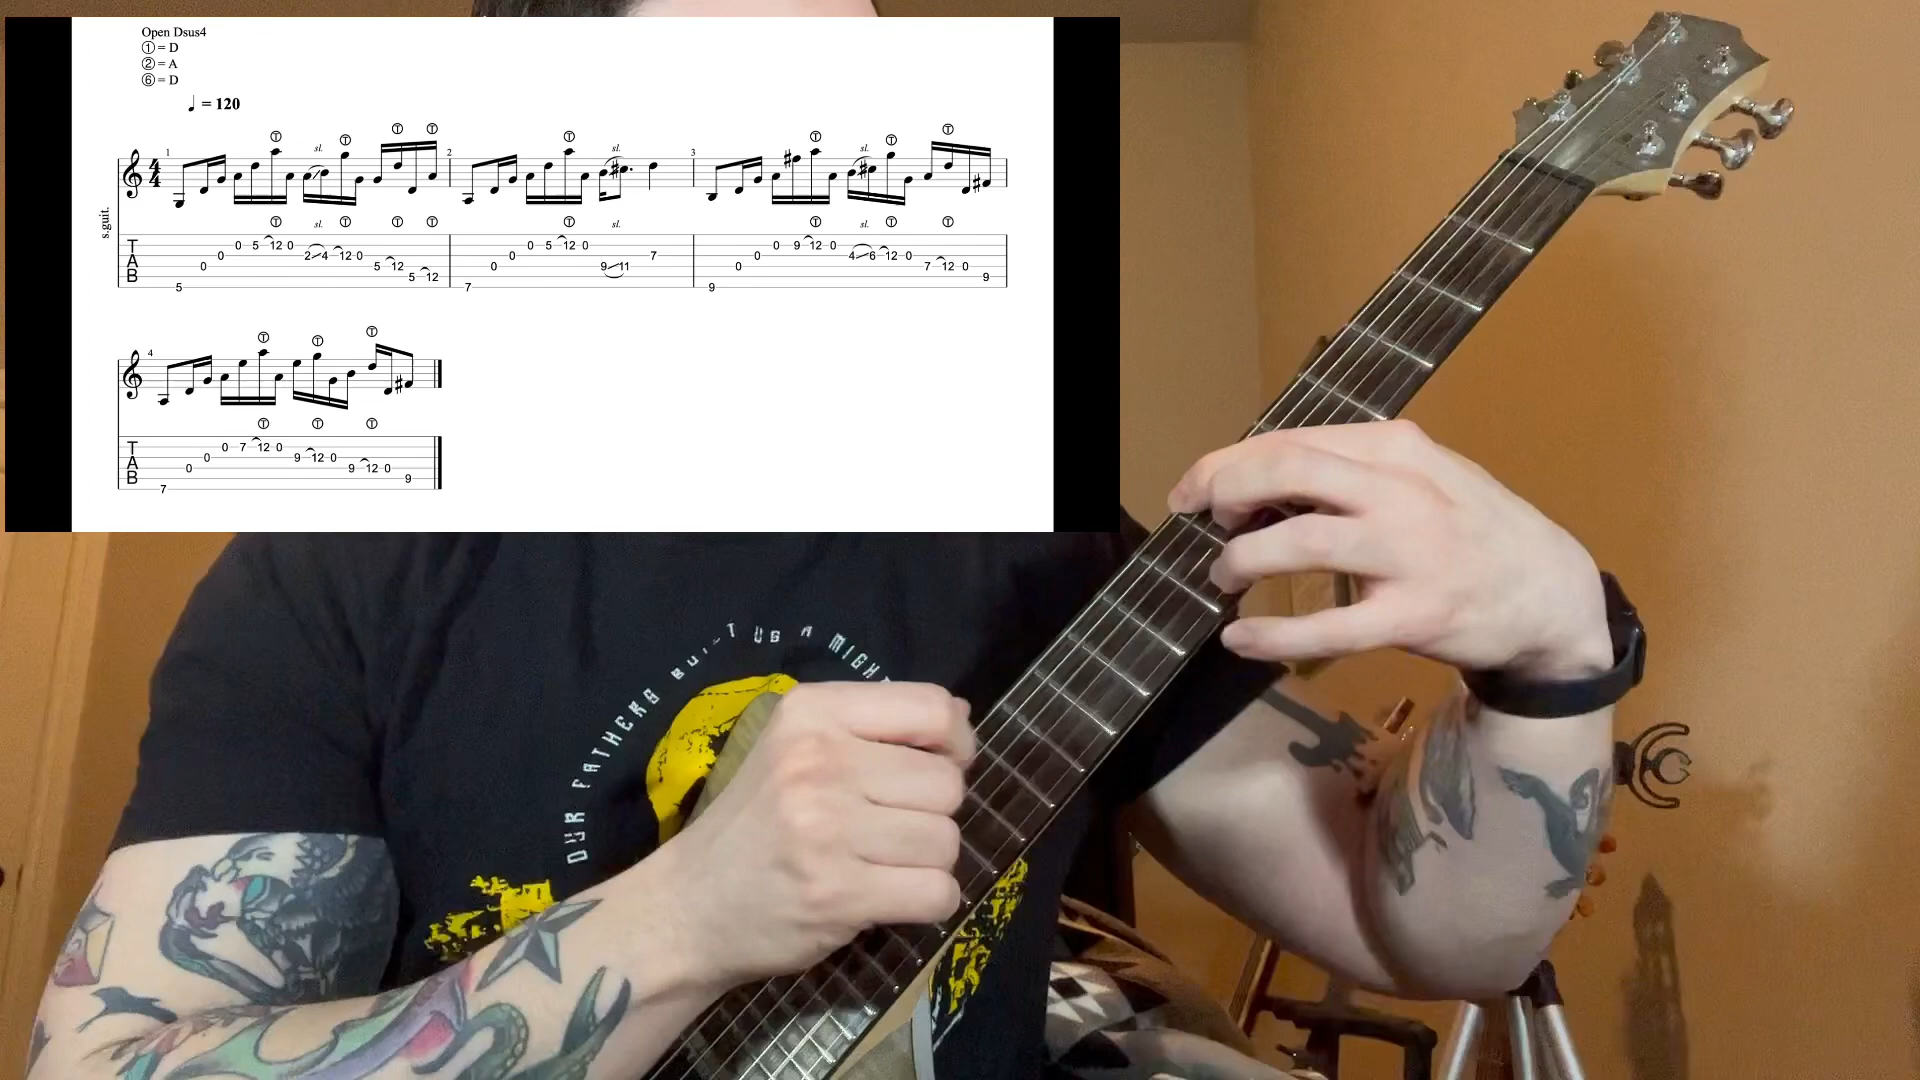 Open Dsus4
① = D
② = A
⑥ = D
♩ = 120
Ⓣ Ⓣ Ⓣ Ⓣ Ⓣ Ⓣ Ⓣ Ⓣ
1 sl. 2 sl. 3 sl.
4 4
s.guit.
Ⓣ sl. Ⓣ Ⓣ Ⓣ Ⓣ sl. Ⓣ sl. Ⓣ Ⓣ
T 0 5 12 0 0 5 12 0 0 9 12 0
A 0 2 4 12 0 0 9 11 7 0 4 6 12 0
B 0 5 12 0 0 7 12 0
5 12 9
5 7 9
Ⓣ Ⓣ Ⓣ
4
Ⓣ Ⓣ Ⓣ
T 0 7 12 0
A 0 9 12 0
B 0 9 12 0
9
7
OUR FATHERS BUILT US A MIGH